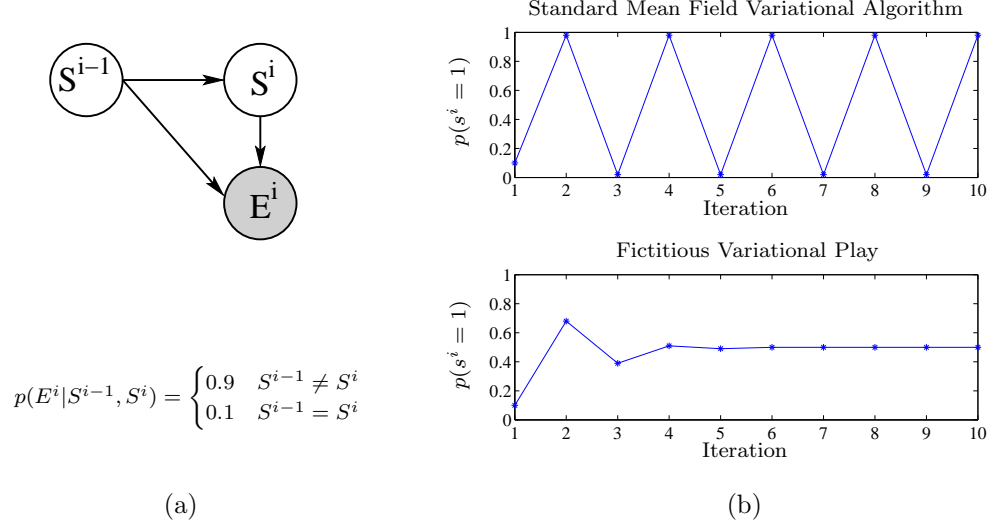 S^{i−1}
S^i
E^i
p(E^i|S^{i−1}, S^i) = { 0.9 S^{i−1} ≠ S^i
0.1 S^{i−1} = S^i
(a)
Standard Mean Field Variational Algorithm
p(s^i = 1)
1
0.8
0.6
0.4
0.2
0
1 2 3 4 5 6 7 8 9 10
Iteration
Fictitious Variational Play
p(s^i = 1)
1
0.8
0.6
0.4
0.2
0
1 2 3 4 5 6 7 8 9 10
Iteration
(b)